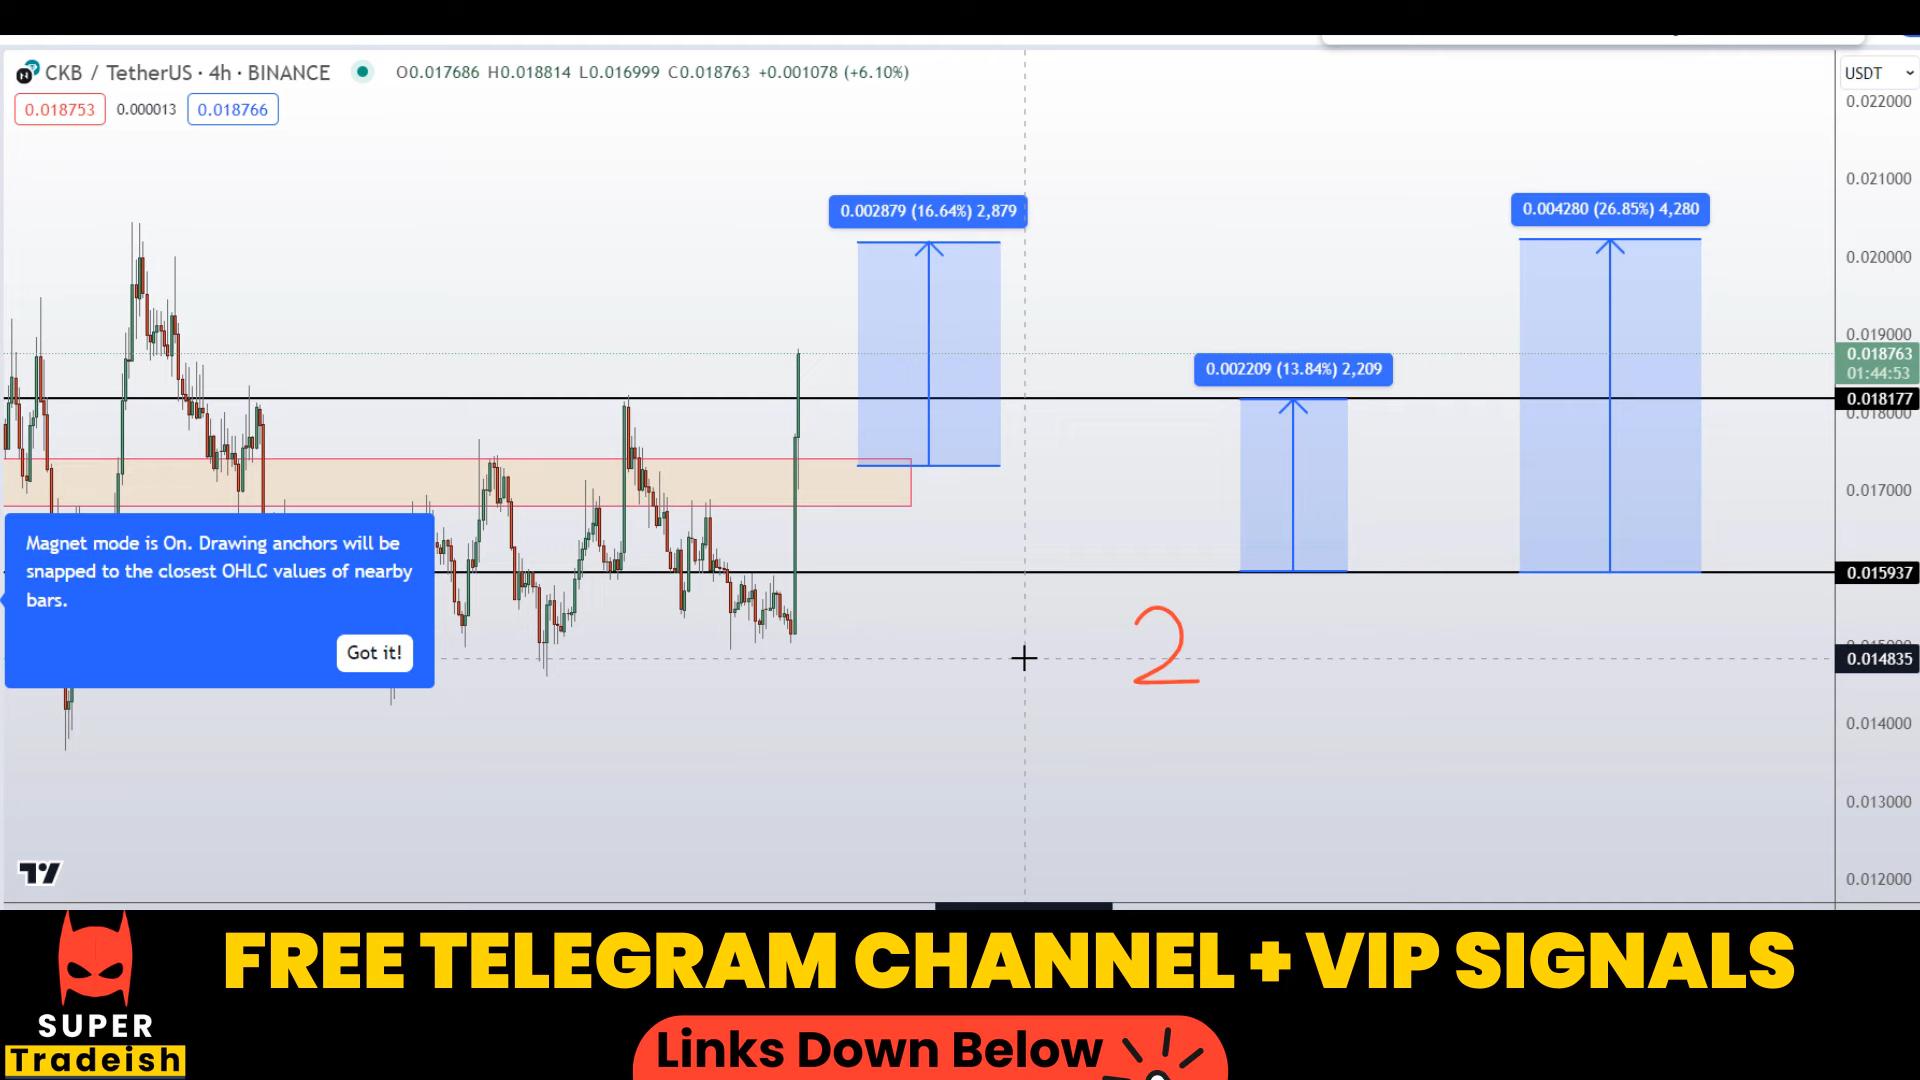 CKB / TetherUS · 4h · BINANCE O0.017686 H0.018814 L0.016999 C0.018763 +0.001078 (+6.10%)
USDT
0.018753 0.000013 0.018766
0.022000
0.021000
0.002879 (16.64%) 2,879
0.004280 (26.85%) 4,280
0.020000
0.019000
0.018763
01:44:53
0.002209 (13.84%) 2,209
0.018177
0.018000
0.017000
Magnet mode is On. Drawing anchors will be
snapped to the closest OHLC values of nearby
bars.
Got it!
0.015937
2
0.014835
0.014000
0.013000
0.012000
FREE TELEGRAM CHANNEL + VIP SIGNALS
SUPER
Tradeish
Links Down Below